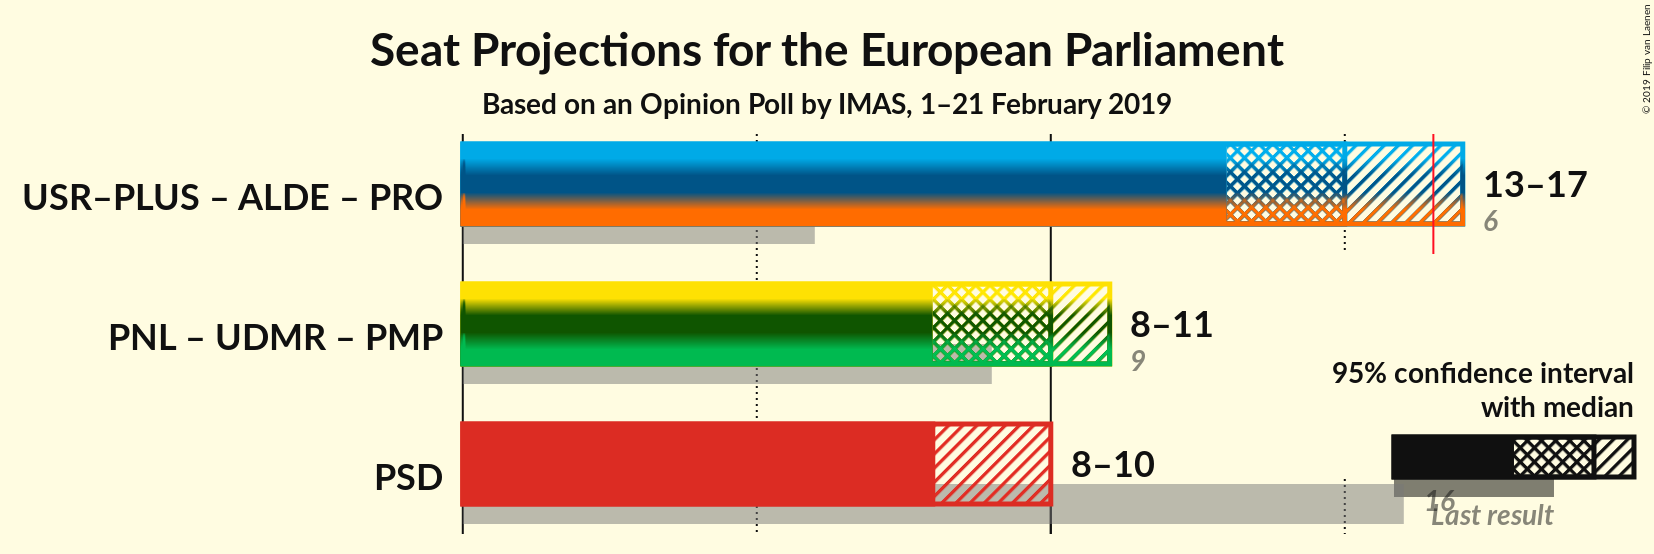 Seat Projections for the European Parliament
Based on an Opinion Poll by IMAS, 1–21 February 2019
© 2019 Filip van Laenen
USR–PLUS – ALDE – PRO
13–17
6
PNL – UDMR – PMP
8–11
9
PSD
8–10
16
95% confidence interval
with median
Last result